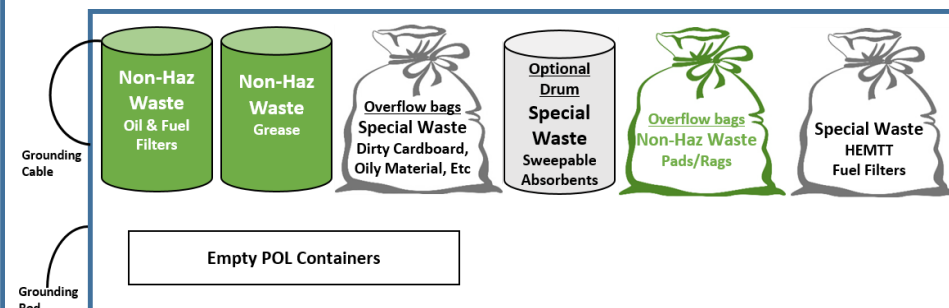 Non-Haz
Waste
Oil & Fuel
Filters
Non-Haz
Waste
Grease
Overflow bags
Special Waste
Dirty Cardboard,
Oily Material, Etc
Optional
Drum
Special
Waste
Sweepable
Absorbents
Overflow bags
Non-Haz Waste
Pads/Rags
Special Waste
HEMTT
Fuel Filters
Grounding
Cable
Empty POL Containers
Grounding